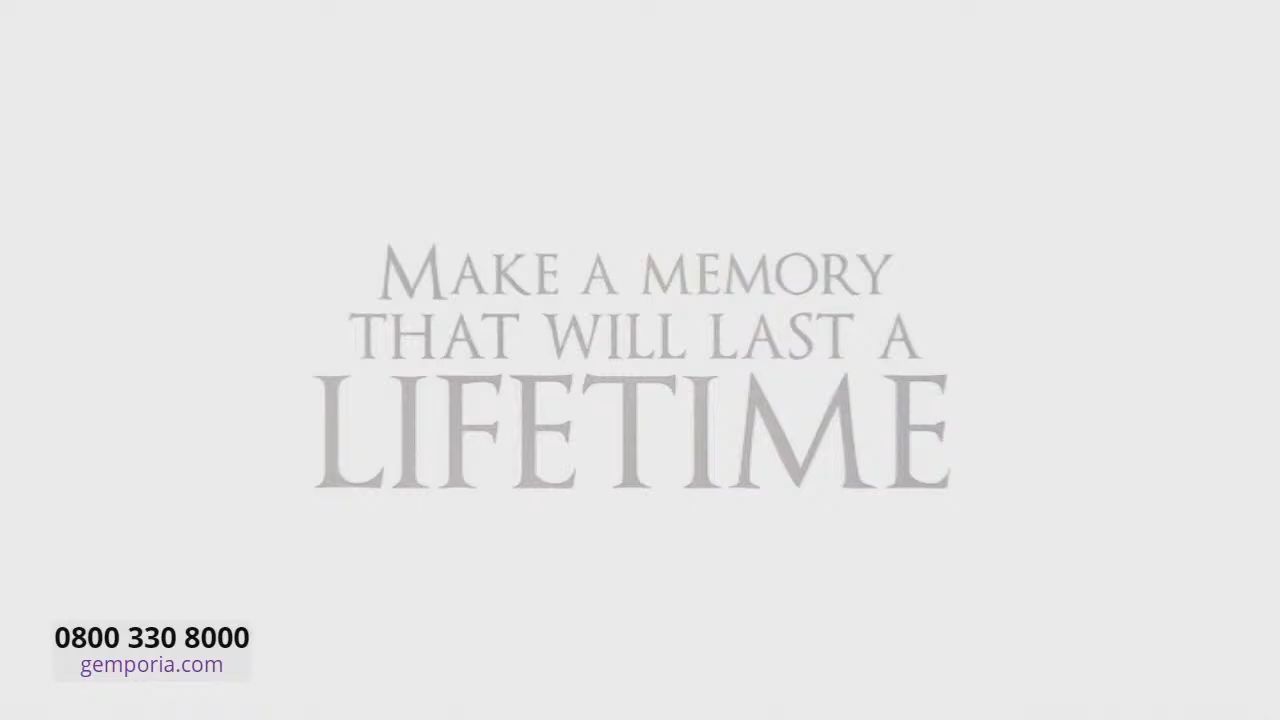 MAKE A MEMORY
THAT WILL LAST A
LIFETIME
0800 330 8000
gemporia.com